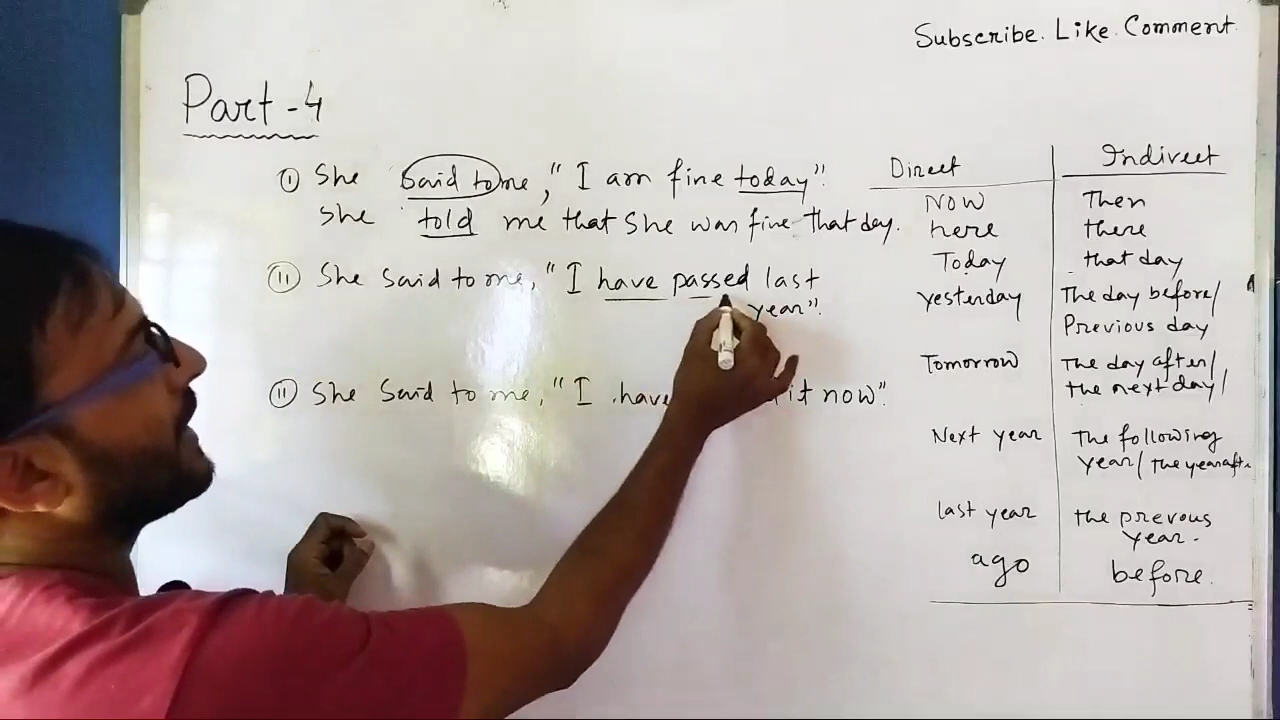 Subscribe. Like. Comment.
Part-4
① She Said to me, "I am fine today".
She told me that She was fine that day.
⑪ She Said to me, "I have passed last
year".
⑪ She Said to me, "I have it now".
Direct
Indirect
Now
Then
here
there
Today
that day
yesterday
The day before/
Previous day
Tomorrow
The day after/
the next day/
Next year
The following
year/ the year afte
last year
the prevous
year.
ago
before.